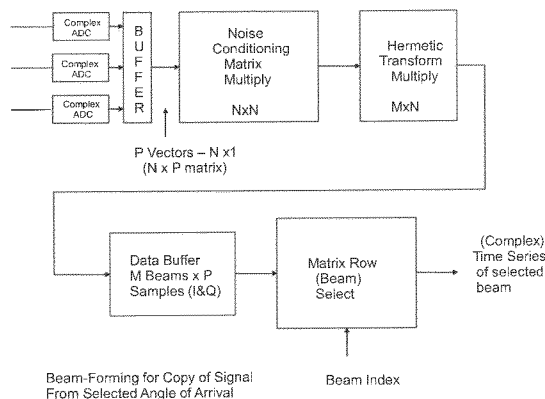 Complex
ADC
Complex
ADC
Complex
ADC
B
U
F
F
E
R
Noise
Conditioning
Matrix
Multiply
NxN
Hermetic
Transform
Multiply
MxN
P Vectors – N x1
(N x P matrix)
Data Buffer
M Beams x P
Samples (I&Q)
Matrix Row
(Beam)
Select
(Complex)
Time Series
of selected
beam
Beam-Forming for Copy of Signal
From Selected Angle of Arrival
Beam Index